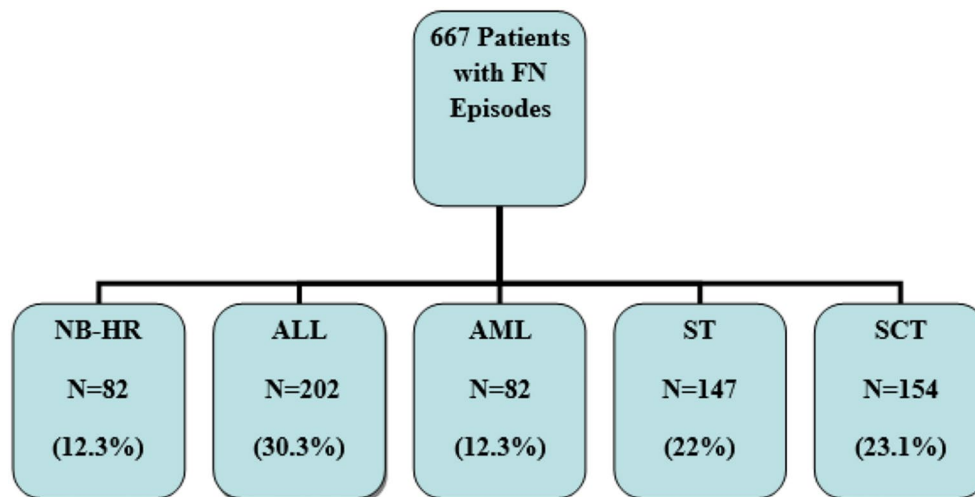 667 Patients
with FN
Episodes
NB-HR
N=82
(12.3%)
ALL
N=202
(30.3%)
AML
N=82
(12.3%)
ST
N=147
(22%)
SCT
N=154
(23.1%)